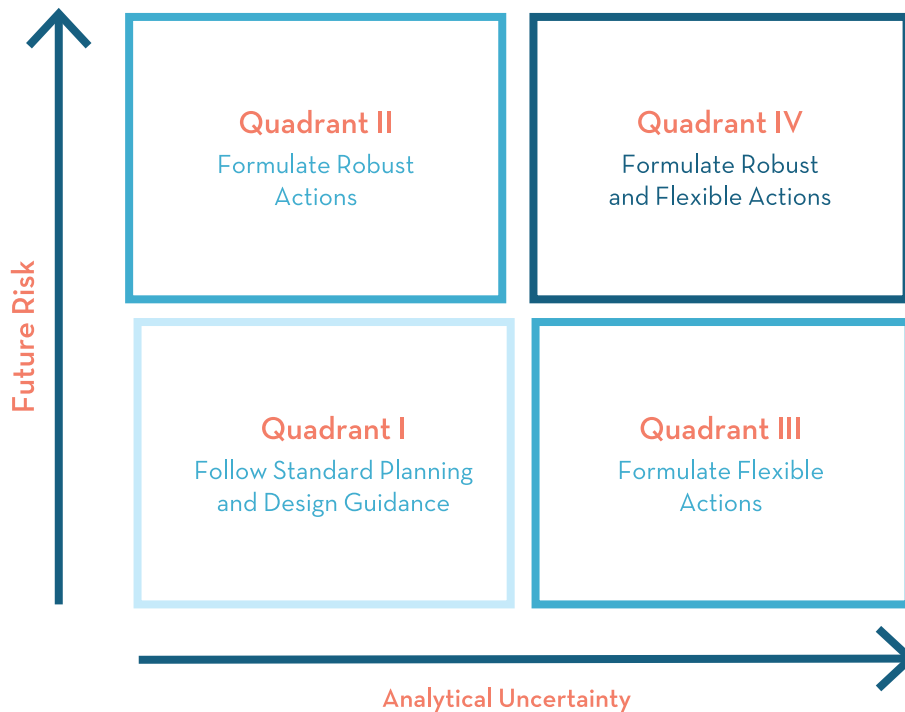 Quadrant II
Formulate Robust
Actions
Quadrant IV
Formulate Robust
and Flexible Actions
Future Risk
Quadrant I
Follow Standard Planning
and Design Guidance
Quadrant III
Formulate Flexible
Actions
Analytical Uncertainty